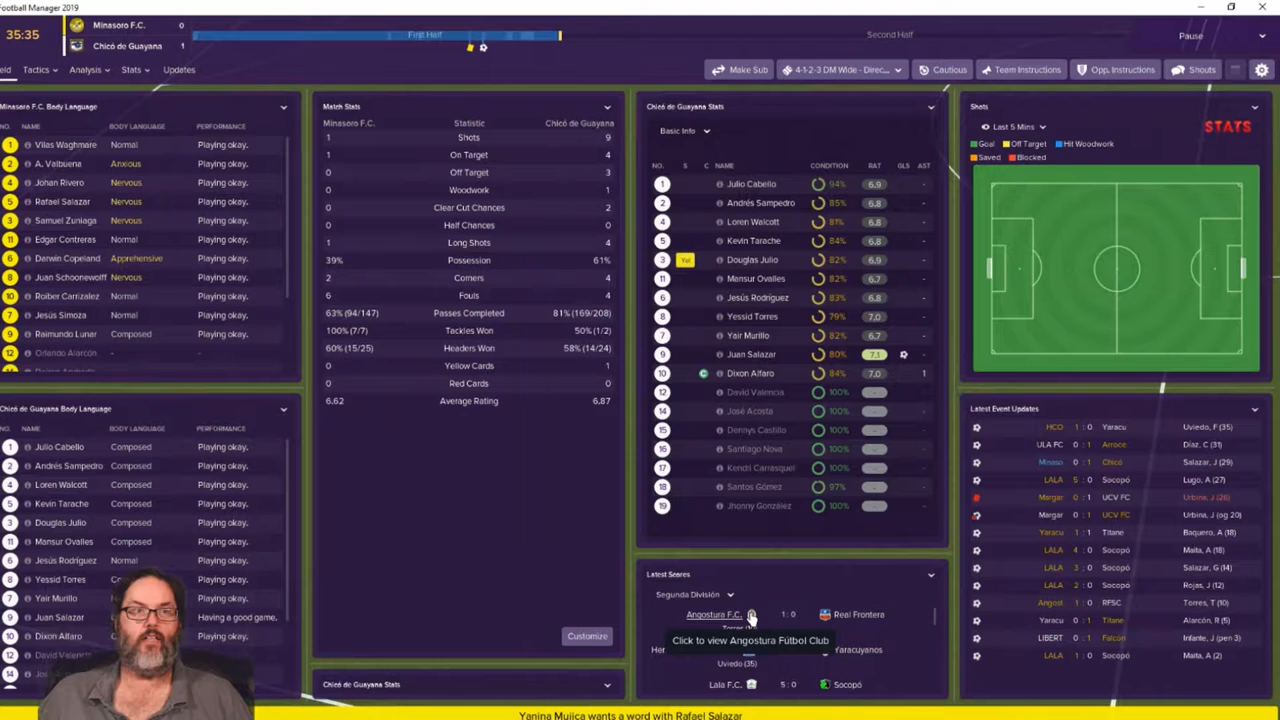 Football Manager 2019
35:35
Minasoro F.C. 0
Chicó de Guayana 1
First Half
Second Half
Pause
eld Tactics Analysis Stats Updates
Make Sub
4-1-2-3 DM Wide - Direc...
Cautious
Team Instructions
Opp. Instructions
Shouts
Minasoro F.C. Body Language
NO. NAME BODY LANGUAGE PERFORMANCE
1 Vilas Waghmare Normal Playing okay.
2 A. Valbuena Anxious Playing okay.
4 Johan Rivero Nervous Playing okay.
5 Rafael Salazar Nervous Playing okay.
3 Samuel Zuniaga Nervous Playing okay.
11 Edgar Contreras Normal Playing okay.
6 Darwin Copeland Apprehensive Playing okay.
8 Juan Schoonewolff Nervous Playing okay.
10 Roiber Carrizalez Normal Playing okay.
7 Jesús Simoza Normal Playing okay.
9 Raimundo Lunar Composed Playing okay.
12 Orlando Alarcón - -
Chicó de Guayana Body Language
NO. NAME BODY LANGUAGE PERFORMANCE
1 Julio Cabello Composed Playing okay.
2 Andrés Sampedro Composed Playing okay.
4 Loren Walcott Composed Playing okay.
5 Kevin Tarache Composed Playing okay.
3 Douglas Julio Composed Playing okay.
11 Mansur Ovalles Composed Playing okay.
6 Jesús Rodríguez Normal Playing okay.
8 Yessid Torres Playing okay.
7 Yair Murillo Playing okay.
9 Juan Salazar Having a good game.
10 Dixon Alfaro Playing okay.
12 David Valencia
14 José Acosta
Match Stats
Minasoro F.C. Statistic Chicó de Guayana
1 Shots 9
1 On Target 4
0 Off Target 3
0 Woodwork 1
0 Clear Cut Chances 2
0 Half Chances 0
1 Long Shots 4
39% Possession 61%
2 Corners 4
6 Fouls 4
63% (94/147) Passes Completed 81% (169/208)
100% (7/7) Tackles Won 50% (1/2)
60% (15/25) Headers Won 58% (14/24)
0 Yellow Cards 1
0 Red Cards 0
6.62 Average Rating 6.87
Customize
Chicó de Guayana Stats
Chicó de Guayana Stats
Basic Info
NO. S C NAME CONDITION RAT GLS AST
1 Julio Cabello 94% 6.9 - -
2 Andrés Sampedro 85% 6.8 - -
4 Loren Walcott 81% 6.8 - -
5 Kevin Tarache 84% 6.8 - -
3 Yel Douglas Julio 82% 6.9 - -
11 Mansur Ovalles 82% 6.7 - -
6 Jesús Rodríguez 83% 6.8 - -
8 Yessid Torres 79% 7.0 - -
7 Yair Murillo 82% 6.7 - -
9 Juan Salazar 80% 7.1 -
10 C Dixon Alfaro 84% 7.0 - 1
12 David Valencia 100% - - -
14 José Acosta 100% - - -
15 Dennys Castillo 100% - - -
16 Santiago Nova 100% - - -
17 Kendri Carrasquel 100% - - -
18 Santos Gómez 97% - - -
19 Jhonny González 100% - - -
Latest Scores
Segunda División
Angostura F.C. 1 : 0 Real Frontera
Click to view Angostura Fútbol Club
Her Yaracuyanos
Uviedo (35)
Lala F.C. 5 : 0 Socopó
Shots
Last 5 Mins
STATS
Goal Off Target Hit Woodwork
Saved Blocked
Latest Event Updates
HCO 1 : 0 Yaracu Uviedo, F (35)
ULA FC 0 : 1 Arroce Díaz, C (31)
Minaso 0 : 1 Chicó Salazar, J (29)
LALA 5 : 0 Socopó Lugo, A (27)
Margar 0 : 1 UCV FC Urbina, J (26)
Margar 0 : 1 UCV FC Urbina, J (og 20)
Yaracu 1 : 1 Titane Baquero, A (18)
LALA 4 : 0 Socopó Maita, A (18)
LALA 3 : 0 Socopó Salazar, G (14)
LALA 2 : 0 Socopó Rojas, J (12)
Angost 1 : 0 RFSC Torres, T (10)
Yaracu 0 : 1 Titane Alarcón, R (5)
LIBERT 0 : 1 Falcón Infante, J (pen 3)
LALA 1 : 0 Socopó Maita, A (2)
Yanina Mujica wants a word with Rafael Salazar